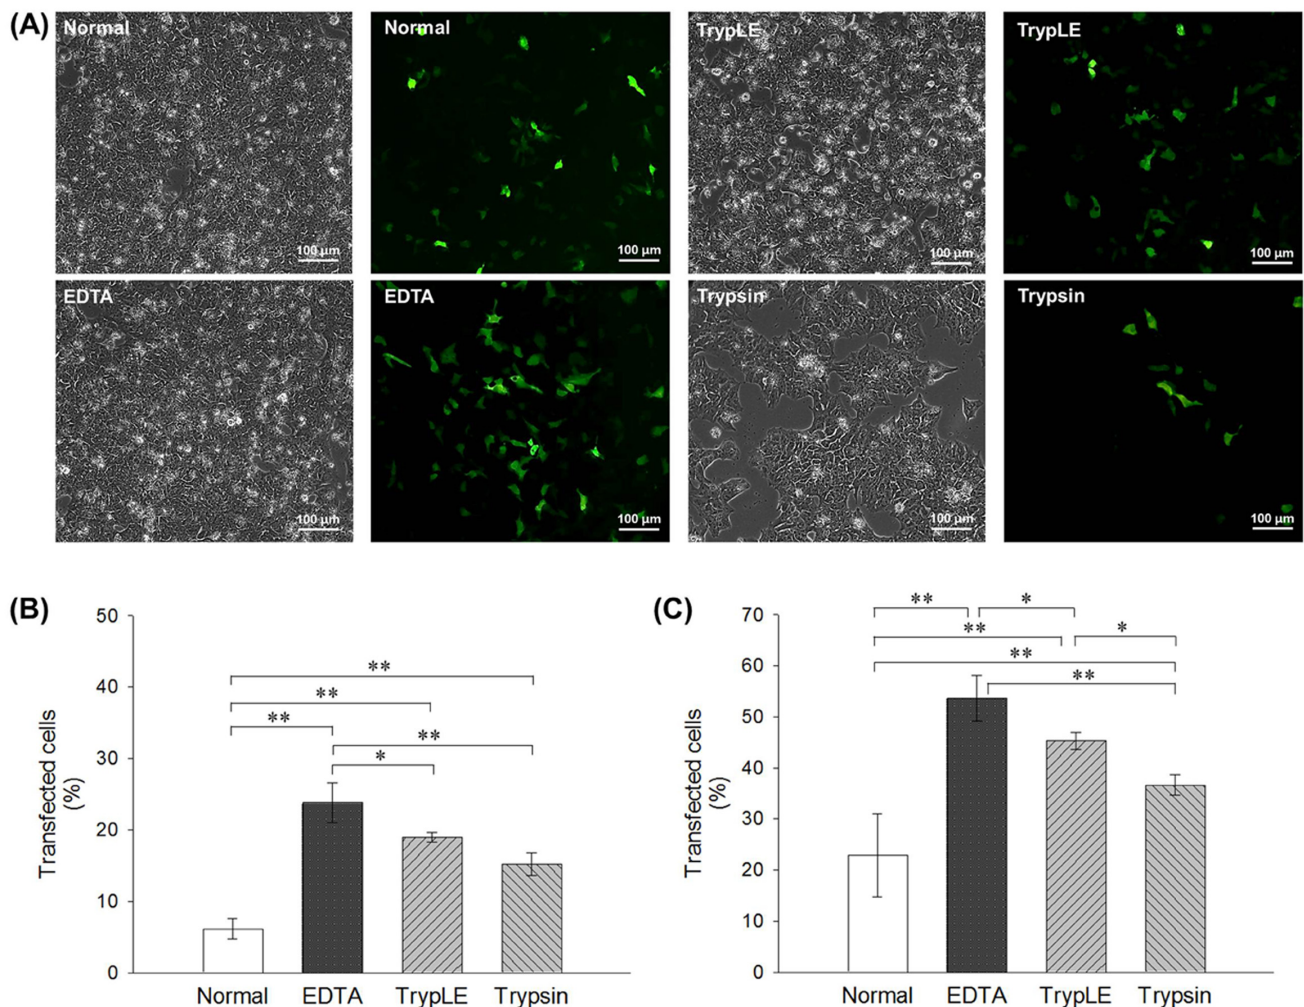 (A)
Normal
Normal
TrypLE
TrypLE
100 µm
100 µm
100 µm
100 µm
EDTA
EDTA
Trypsin
Trypsin
100 µm
100 µm
100 µm
100 µm
(B)
50
40
30
20
10
0
Transfected cells
(%)
**
**
**
**
*
Normal
EDTA
TrypLE
Trypsin
(C)
70
60
50
40
30
20
10
0
Transfected cells
(%)
** *
** *
**
**
Normal
EDTA
TrypLE
Trypsin